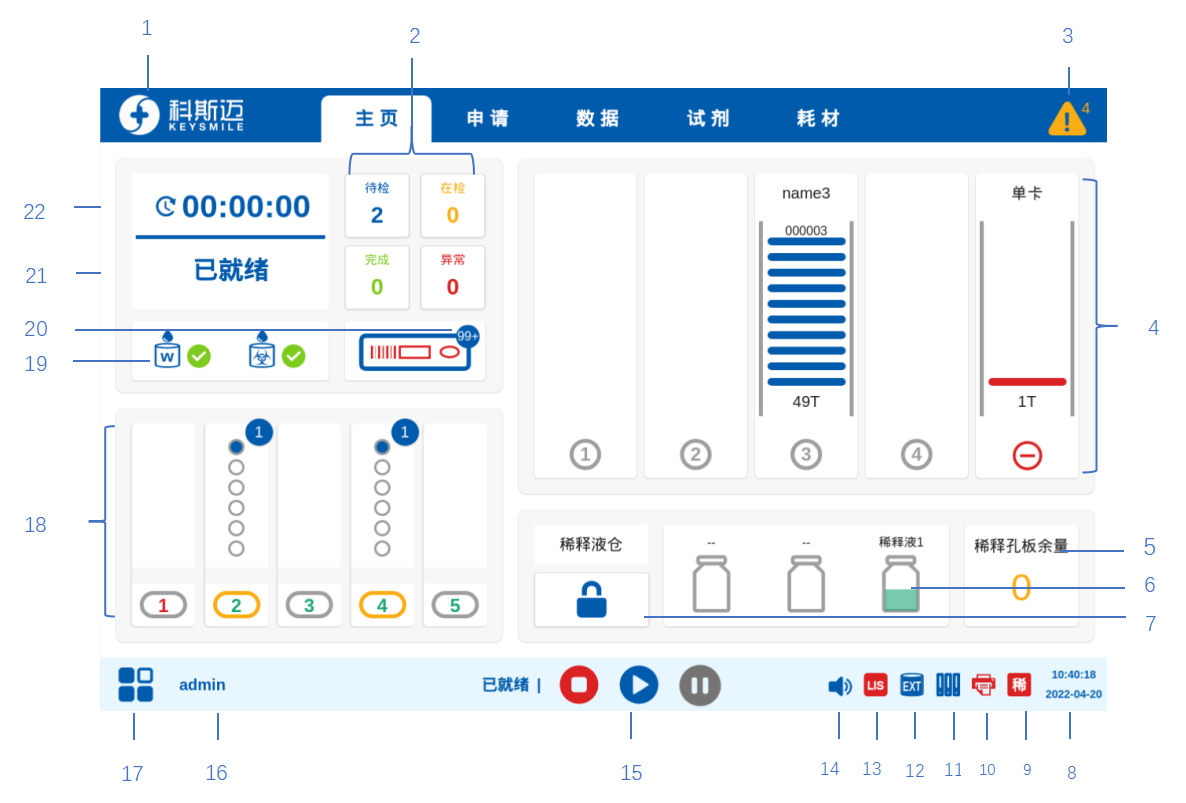 1
2
3
科斯迈
KEYSMILE
主页
申请
数据
试剂
耗材
4
22
00:00:00
待检
2
在检
0
21
已就绪
完成
0
异常
0
20
99+
19
W
name3
000003
49T
单卡
1T
1
2
3
4
4
18
1
1
1
2
3
4
5
稀释液仓
--
--
稀释液1
稀释孔板余量
0
5
6
7
admin
已就绪 |
LIS
EXT
稀
10:40:18
2022-04-20
17
16
15
14
13
12
11
10
9
8